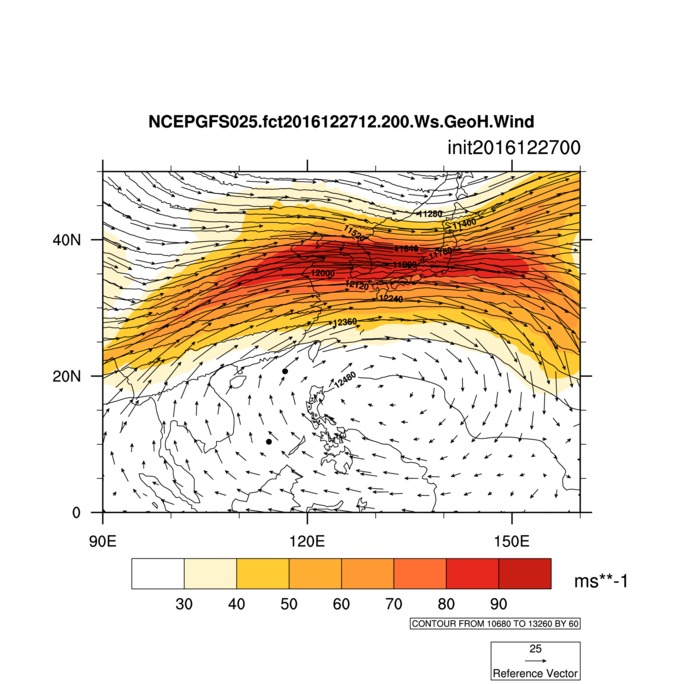 NCEPGFS025.fct2016122712.200.Ws.GeoH.Wind
init2016122700
11280
11400
11520
40N
11640
11760
11880
12000
12120
12240
12360
20N
12480
0
90E 120E 150E
ms**-1
30 40 50 60 70 80 90
CONTOUR FROM 10680 TO 13260 BY 60
25
Reference Vector